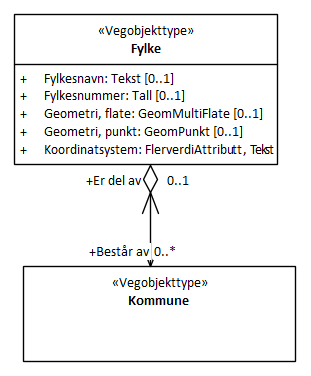 «Vegobjekttype»
Fylke
+ Fylkesnavn: Tekst [0..1]
+ Fylkesnummer: Tall [0..1]
+ Geometri, flate: GeomMultiFlate [0..1]
+ Geometri, punkt: GeomPunkt [0..1]
+ Koordinatsystem: FlerverdiAttributt, Tekst
+Er del av 0..1
+Består av 0..*
«Vegobjekttype»
Kommune